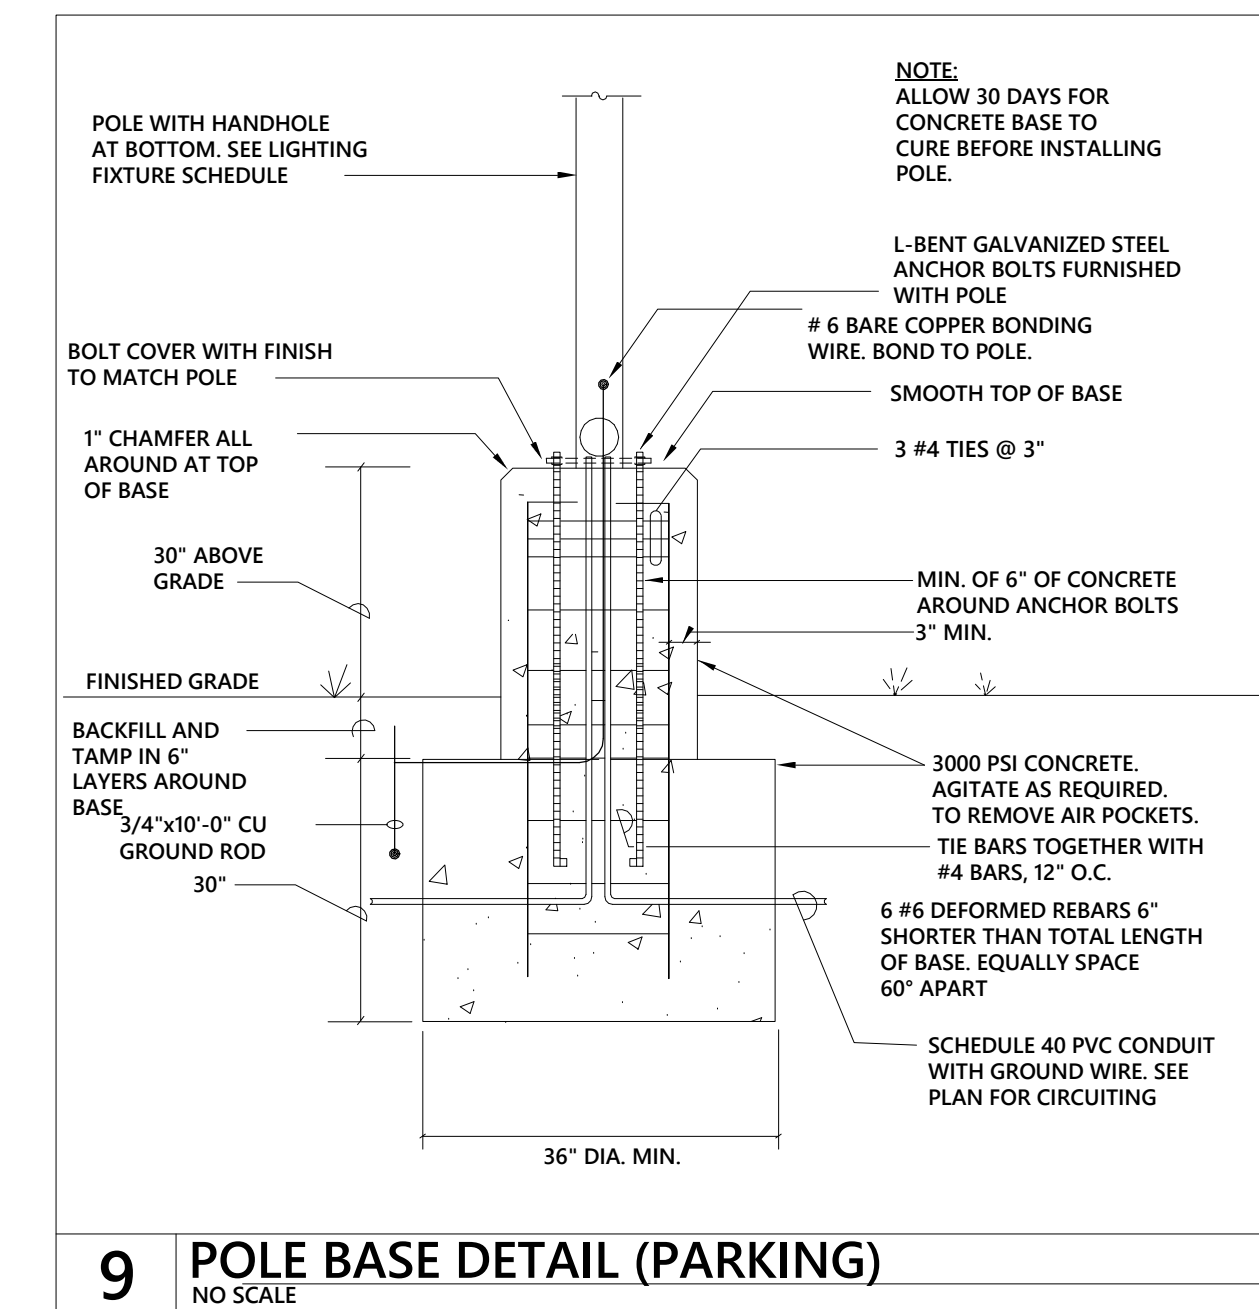 NOTE:
ALLOW 30 DAYS FOR
CONCRETE BASE TO
CURE BEFORE INSTALLING
POLE.
POLE WITH HANDHOLE
AT BOTTOM. SEE LIGHTING
FIXTURE SCHEDULE
L-BENT GALVANIZED STEEL
ANCHOR BOLTS FURNISHED
WITH POLE
# 6 BARE COPPER BONDING
WIRE. BOND TO POLE.
BOLT COVER WITH FINISH
TO MATCH POLE
SMOOTH TOP OF BASE
1" CHAMFER ALL
AROUND AT TOP
OF BASE
3 #4 TIES @ 3"
30" ABOVE
GRADE
MIN. OF 6" OF CONCRETE
AROUND ANCHOR BOLTS
3" MIN.
FINISHED GRADE
BACKFILL AND
TAMP IN 6"
LAYERS AROUND
BASE
3/4"x10'-0" CU
GROUND ROD
30"
3000 PSI CONCRETE.
AGITATE AS REQUIRED.
TO REMOVE AIR POCKETS.
TIE BARS TOGETHER WITH
#4 BARS, 12" O.C.
6 #6 DEFORMED REBARS 6"
SHORTER THAN TOTAL LENGTH
OF BASE. EQUALLY SPACE
60° APART
SCHEDULE 40 PVC CONDUIT
WITH GROUND WIRE. SEE
PLAN FOR CIRCUITING
36" DIA. MIN.
9
POLE BASE DETAIL (PARKING)
NO SCALE